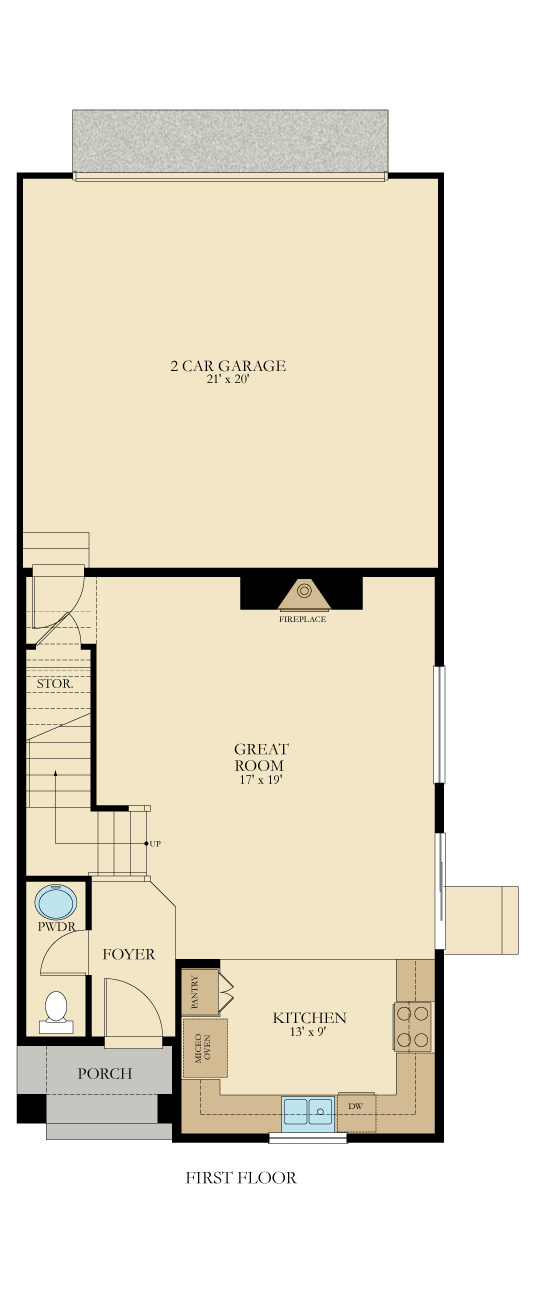 2 CAR GARAGE
21' x 20'
FIREPLACE
STOR.
GREAT
ROOM
17' x 19'
UP
PWDR
FOYER
PANTRY
KITCHEN
13' x 9'
MICRO
OVEN
PORCH
DW
FIRST FLOOR